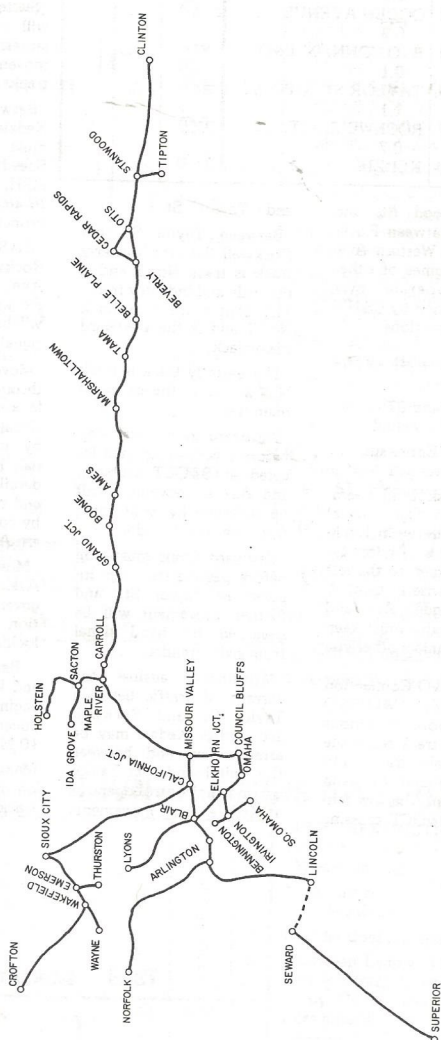 CLINTON
STANWOOD
TIPTON
OTIS
CEDAR RAPIDS
BEVERLY
BELLE PLAINE
TAMA
MARSHALLTOWN
AMES
BOONE
GRAND JCT.
CARROLL
MAPLE
RIVER
SACTON
HOLSTEIN
IDA GROVE
MISSOURI VALLEY
CALIFORNIA JCT.
COUNCIL BLUFFS
OMAHA
ELKHORN JCT.
SO. OMAHA
IRVINGTON
BENNINGTON
BLAIR
SIOUX CITY
LYONS
ARLINGTON
THURSTON
EMERSON
WAKEFIELD
WAYNE
CROFTON
NORFOLK
LINCOLN
SEWARD
SUPERIOR